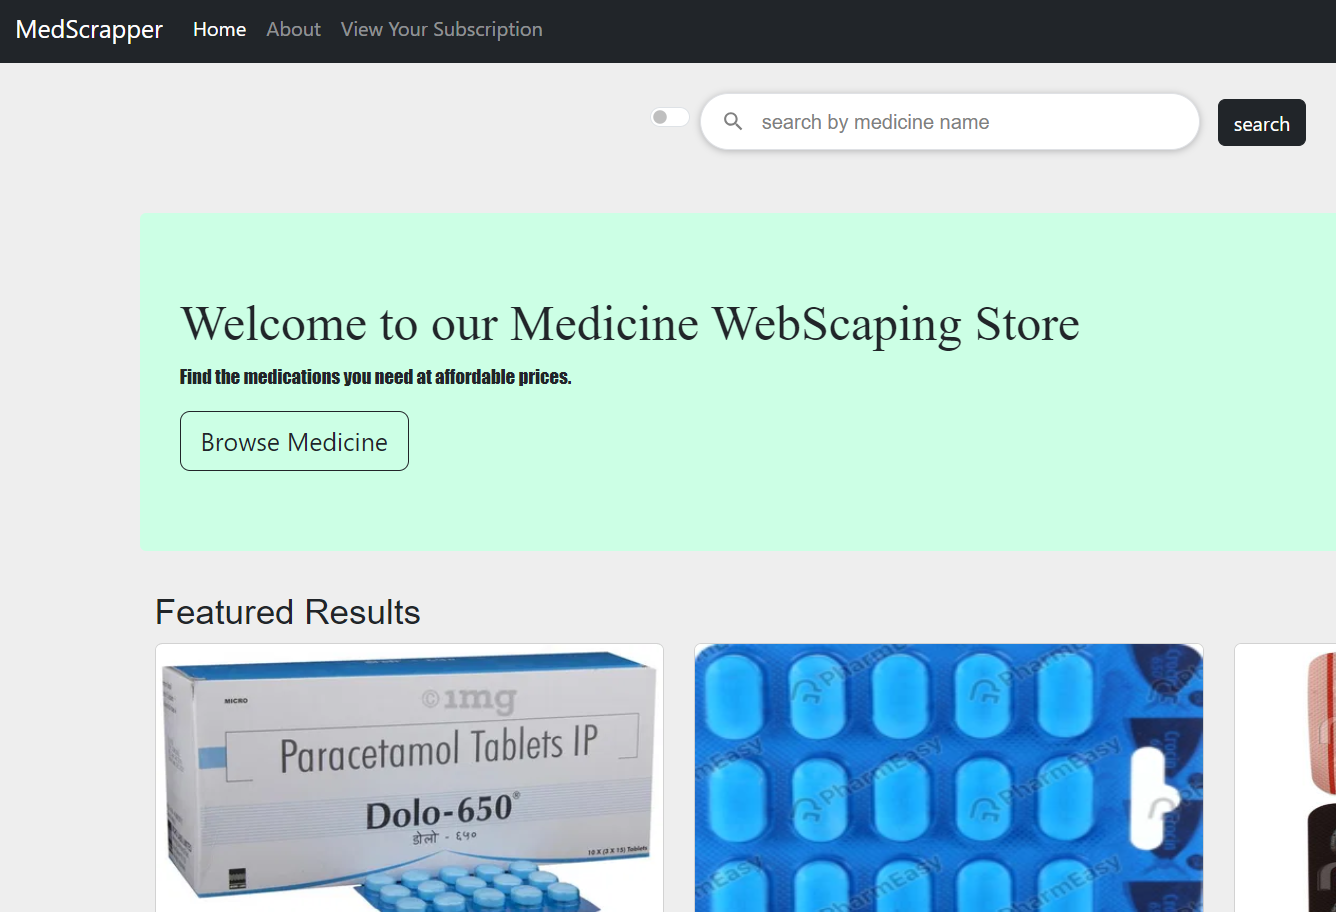 MedScrapper Home About View Your Subscription
search by medicine name search
Welcome to our Medicine WebScaping Store
Find the medications you need at affordable prices.
Browse Medicine
Featured Results
MICRO
©1mg
Paracetamol Tablets IP
Dolo-650®
डोलो - ६५०
10 X (2 X 15) Tablets
PharmEasy
PharmEasy
PharmEasy
PharmEasy
PharmEasy
PharmEasy